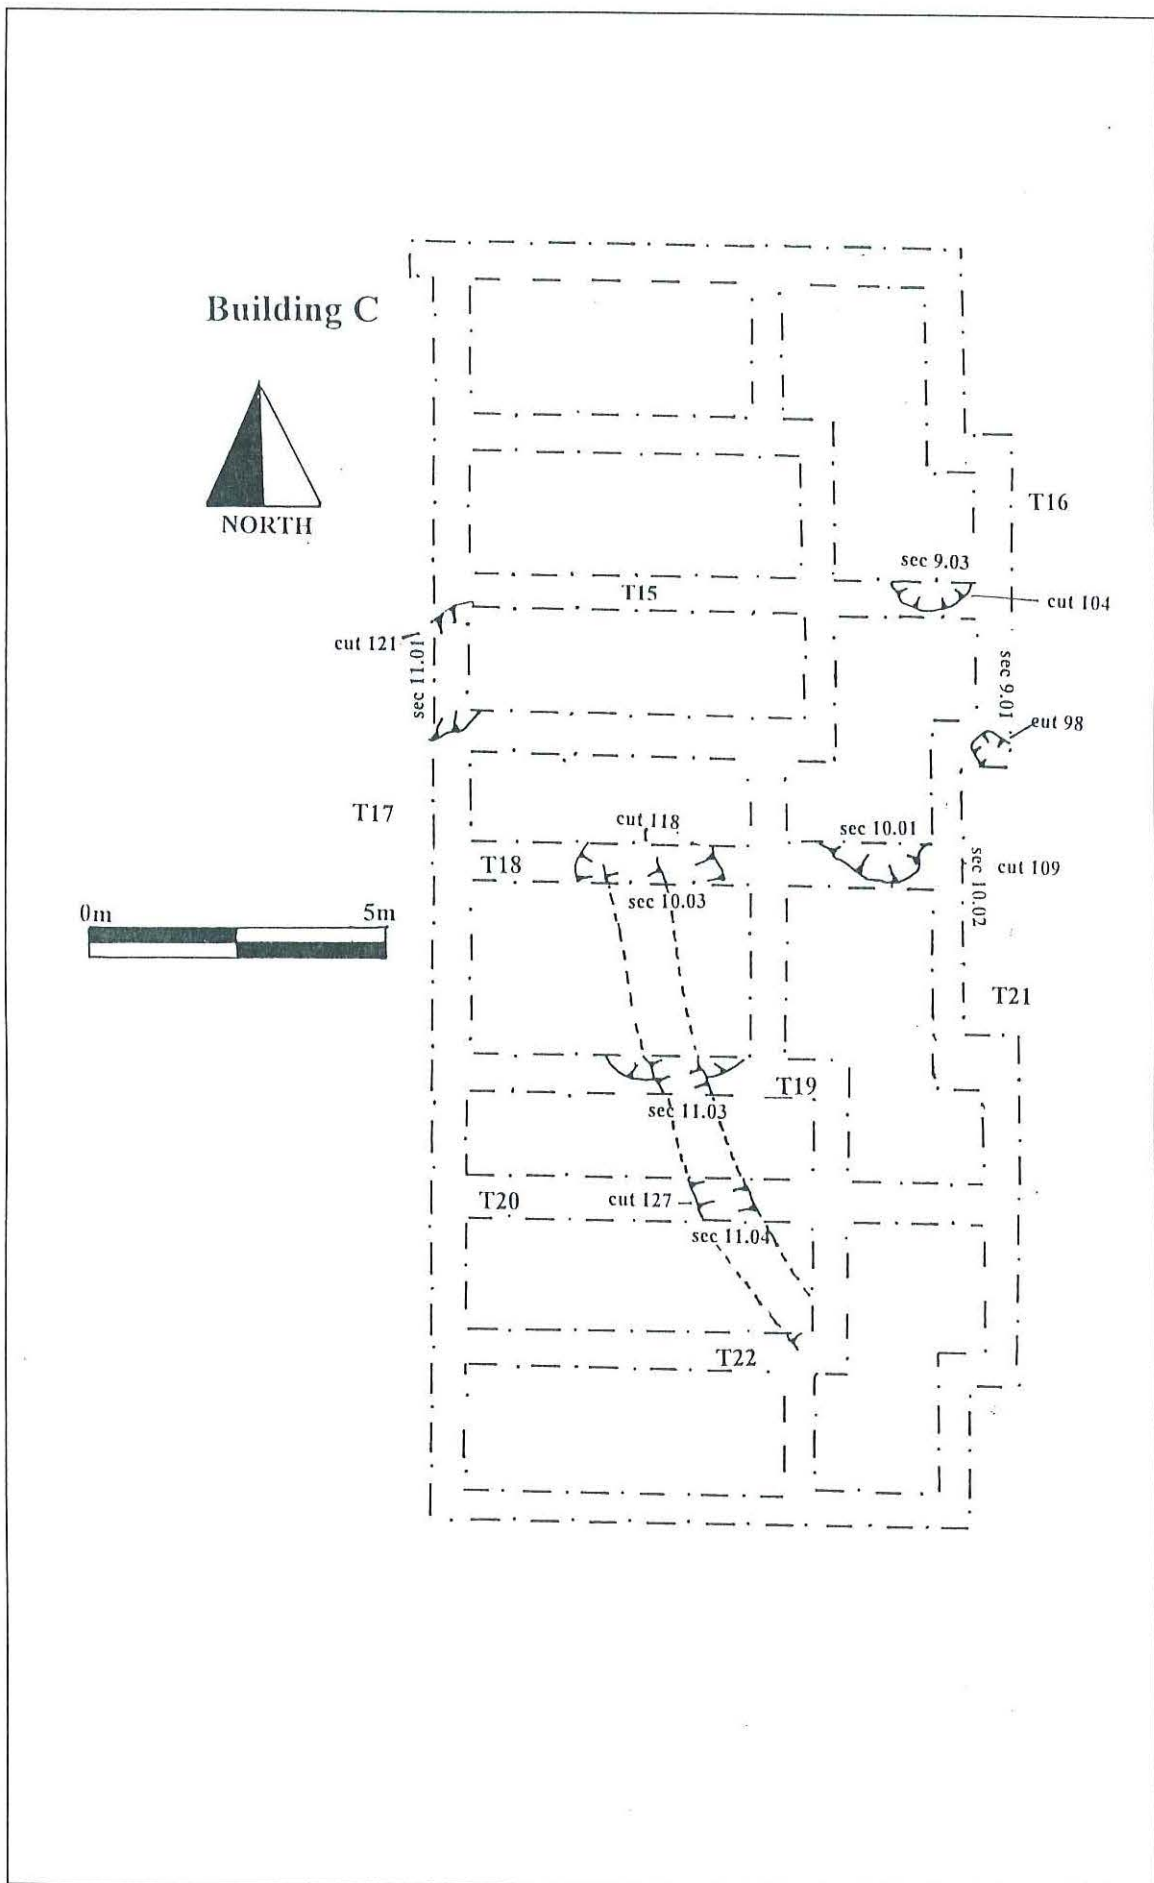 Building C
NORTH
T16
sec 9.03
cut 104
T15
cut 121
sec 11.01
sec 9.01
cut 98
T17
cut 118
sec 10.01
T18
sec 10.03
cut 109
sec 10.02
0m 5m
T21
T19
sec 11.03
T20
cut 127
sec 11.04
T22